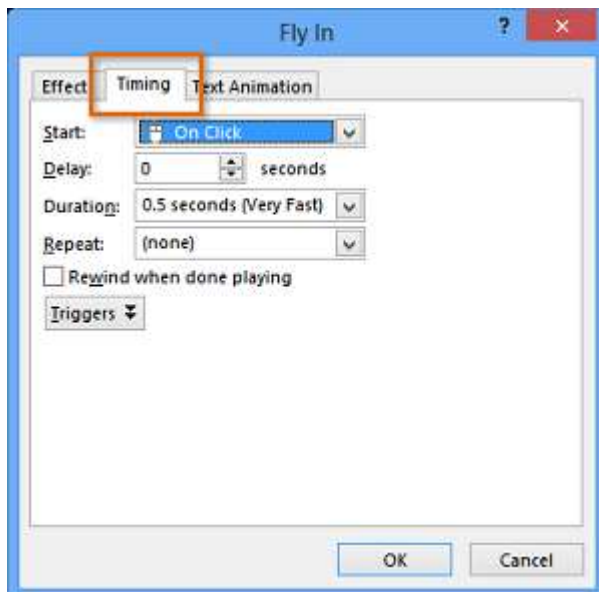 Fly In ?
Effect Timing Text Animation
Start: On Click
Delay: 0 seconds
Duration: 0.5 seconds (Very Fast)
Repeat: (none)
Rewind when done playing
Triggers
OK Cancel